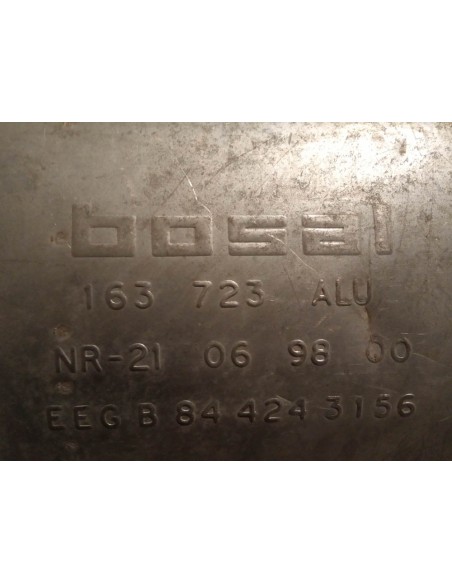 bosal
163 723 ALU
NR-21 06 98 00
EEG B 84 424 3156